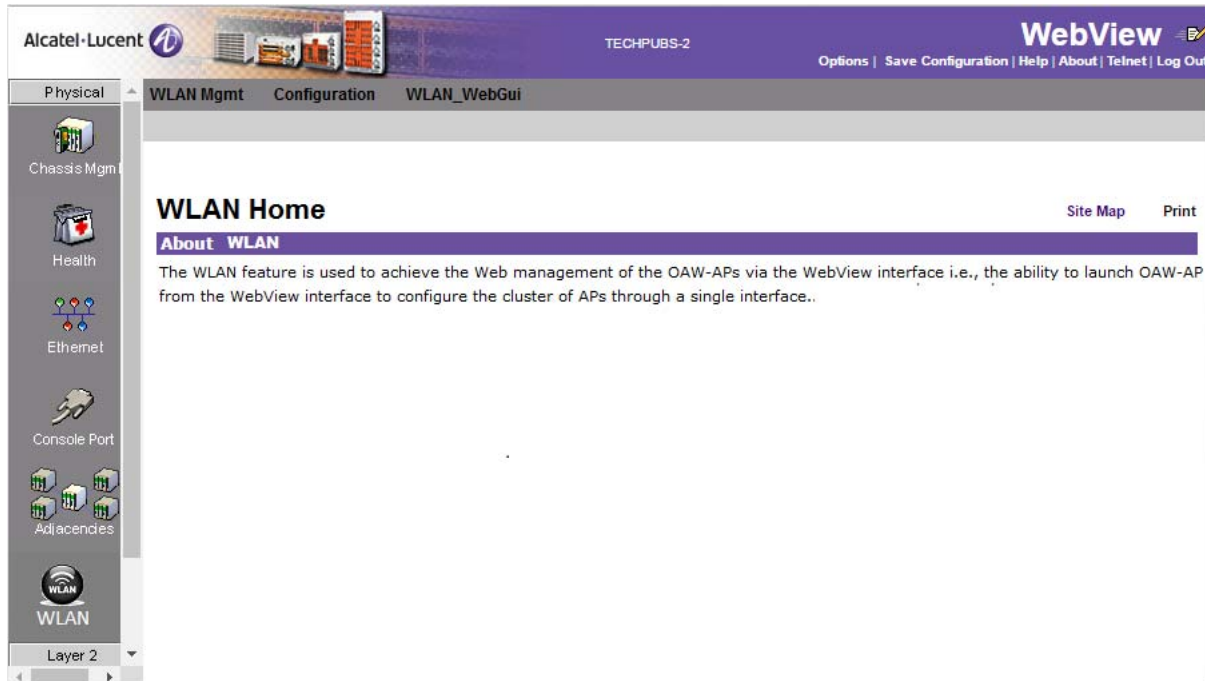 Alcatel·Lucent
TECHPUBS-2
WebView
Options | Save Configuration | Help | About | Telnet | Log Out
Physical
WLAN Mgmt Configuration WLAN_WebGui
Chassis Mgm
Health
Ethernet
Console Port
Adjacencies
WLAN
WLAN
Layer 2
WLAN Home
Site Map Print
About WLAN
The WLAN feature is used to achieve the Web management of the OAW-APs via the WebView interface i.e., the ability to launch OAW-AP
from the WebView interface to configure the cluster of APs through a single interface..